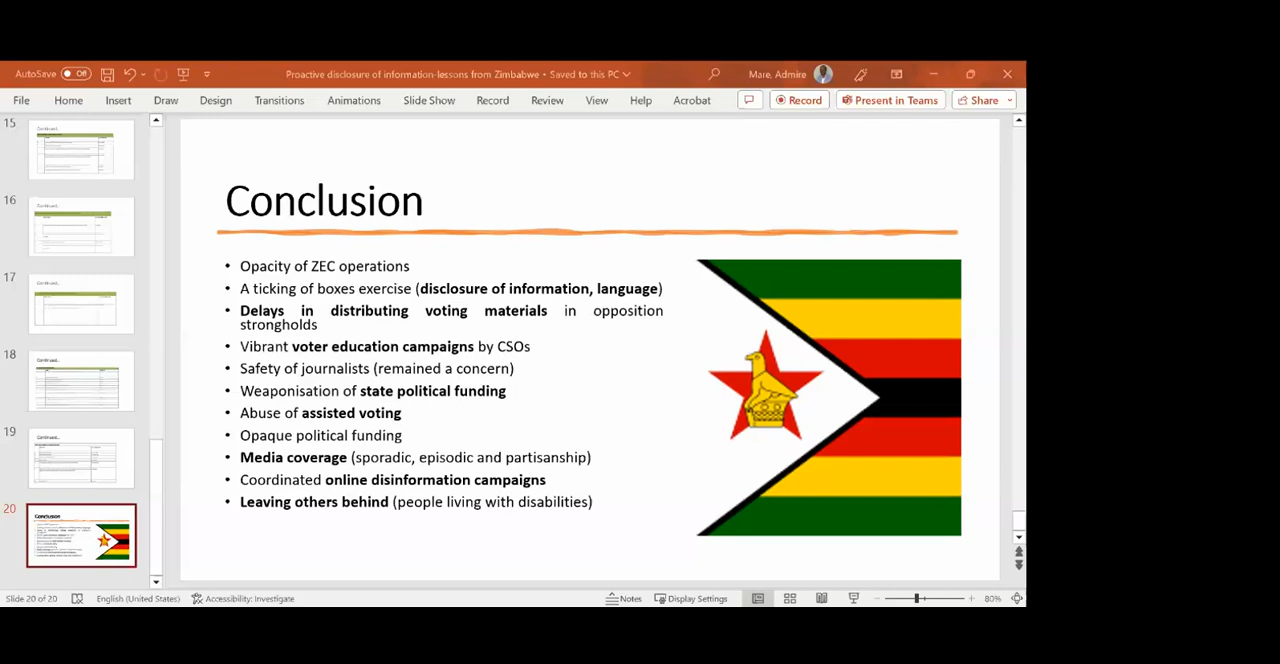 AutoSave Off
Proactive disclosure of information-lessons from Zimbabwe • Saved to this PC
Mare, Admire
File Home Insert Draw Design Transitions Animations Slide Show Record Review View Help Acrobat
Record Present in Teams Share
15
16
17
18
19
20
Conclusion
Conclusion
• Opacity of ZEC operations
• A ticking of boxes exercise (disclosure of information, language)
• Delays in distributing voting materials in opposition
strongholds
• Vibrant voter education campaigns by CSOs
• Safety of journalists (remained a concern)
• Weaponisation of state political funding
• Abuse of assisted voting
• Opaque political funding
• Media coverage (sporadic, episodic and partisanship)
• Coordinated online disinformation campaigns
• Leaving others behind (people living with disabilities)
Slide 20 of 20 English (United States) Accessibility: Investigate Notes Display Settings 80%